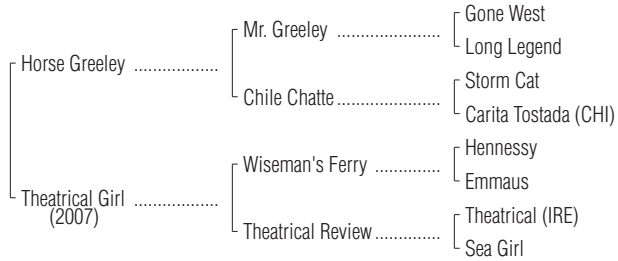 Gone West
Mr. Greeley ..................
Long Legend
Horse Greeley ..................
Storm Cat
Chile Chatte ..................
Carita Tostada (CHI)
Hennessy
Wiseman's Ferry ...............
Emmaus
Theatrical Girl ..................
(2007)
Theatrical (IRE)
Theatrical Review ...............
Sea Girl